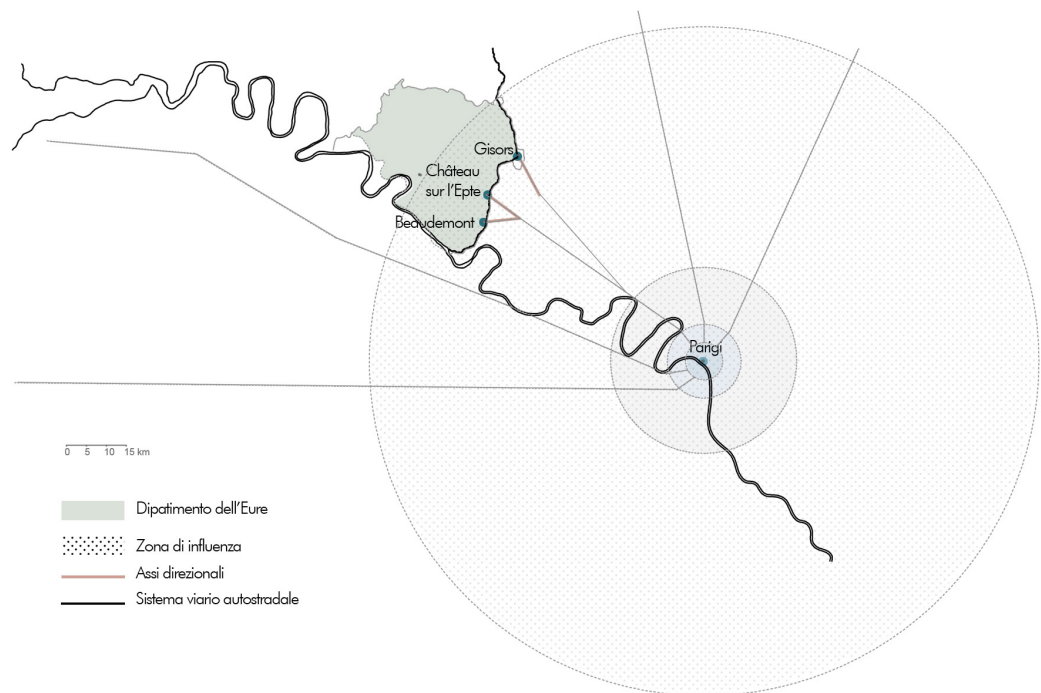 Gisors
Château
sur l'Epte
Beaudemont
Parigi
0 5 10 15 km
Dipatimento dell'Eure
Zona di influenza
Assi direzionali
Sistema viario autostradale